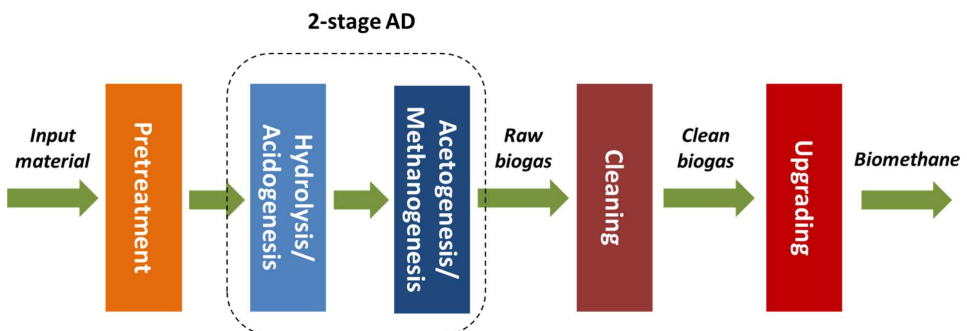 2-stage AD
Input
material
Pretreatment
Hydrolysis/
Acidogenesis
Acetogenesis/
Methanogenesis
Raw
biogas
Cleaning
Clean
biogas
Upgrading
Biomethane